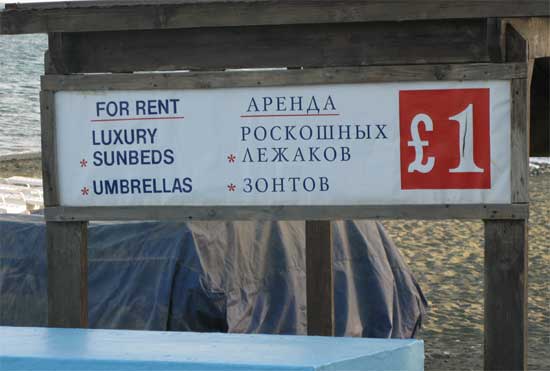 FOR RENT
LUXURY
* SUNBEDS
* UMBRELLAS
АРЕНДА
РОСКОШНЫХ
* ЛЕЖАКОВ
* ЗОНТОВ
£1